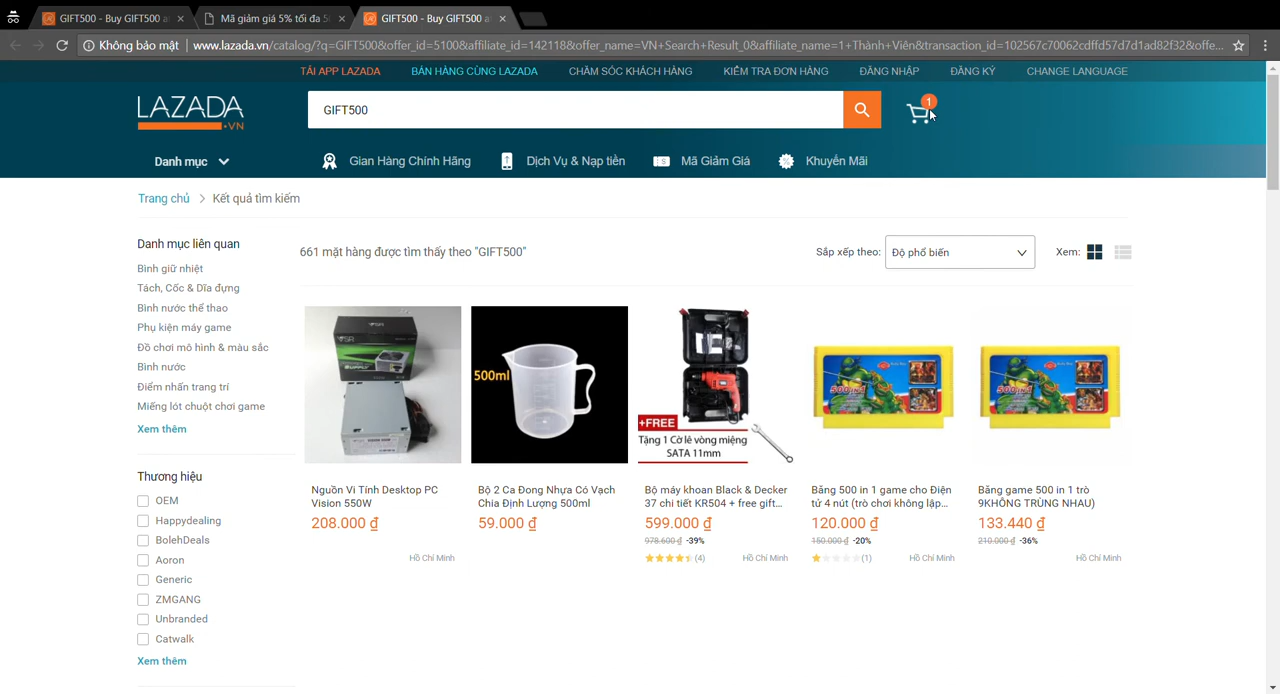 GIFT500 - Buy GIFT500 a
Mã giảm giá 5% tối đa 5
GIFT500 - Buy GIFT500 a
Không bảo mật
www.lazada.vn/catalog/?q=GIFT500&offer_id=5100&affiliate_id=142118&offer_name=VN+Search+Result_0&affiliate_name=1+Thành+Viên&transaction_id=102567c70062cdffd57d7d1ad82f32&offe...
TẢI APP LAZADA
BÁN HÀNG CÙNG LAZADA
CHĂM SÓC KHÁCH HÀNG
KIỂM TRA ĐƠN HÀNG
ĐĂNG NHẬP
ĐĂNG KÝ
CHANGE LANGUAGE
LAZADA
.VN
GIFT500
1
Danh mục
Gian Hàng Chính Hãng
Dịch Vụ & Nạp tiền
Mã Giảm Giá
Khuyến Mãi
Trang chủ > Kết quả tìm kiếm
Danh mục liên quan
Bình giữ nhiệt
Tách, Cốc & Dĩa đựng
Bình nước thể thao
Phụ kiện máy game
Đồ chơi mô hình & màu sắc
Bình nước
Điểm nhấn trang trí
Miếng lót chuột chơi game
Xem thêm
Thương hiệu
OEM
Happydealing
BolehDeals
Aoron
Generic
ZMGANG
Unbranded
Catwalk
Xem thêm
661 mặt hàng được tìm thấy theo "GIFT500"
Sắp xếp theo:
Độ phổ biến
Xem:
Nguồn Vi Tính Desktop PC
Vision 550W
208.000 ₫
Hồ Chí Minh
500ml
Bộ 2 Ca Đong Nhựa Có Vạch
Chia Định Lượng 500ml
59.000 ₫
+FREE
Tặng 1 Cờ lê vòng miệng
SATA 11mm
Bộ máy khoan Black & Decker
37 chi tiết KR504 + free gift...
599.000 ₫
978.600 ₫ -39%
(4)
Hồ Chí Minh
500 in 1
Băng 500 in 1 game cho Điện
tử 4 nút (trò chơi không lặp...
120.000 ₫
150.000 ₫ -20%
(1)
Hồ Chí Minh
500 in 1
Băng game 500 in 1 trò
9KHÔNG TRÙNG NHAU)
133.440 ₫
210.000 ₫ -36%
Hồ Chí Minh